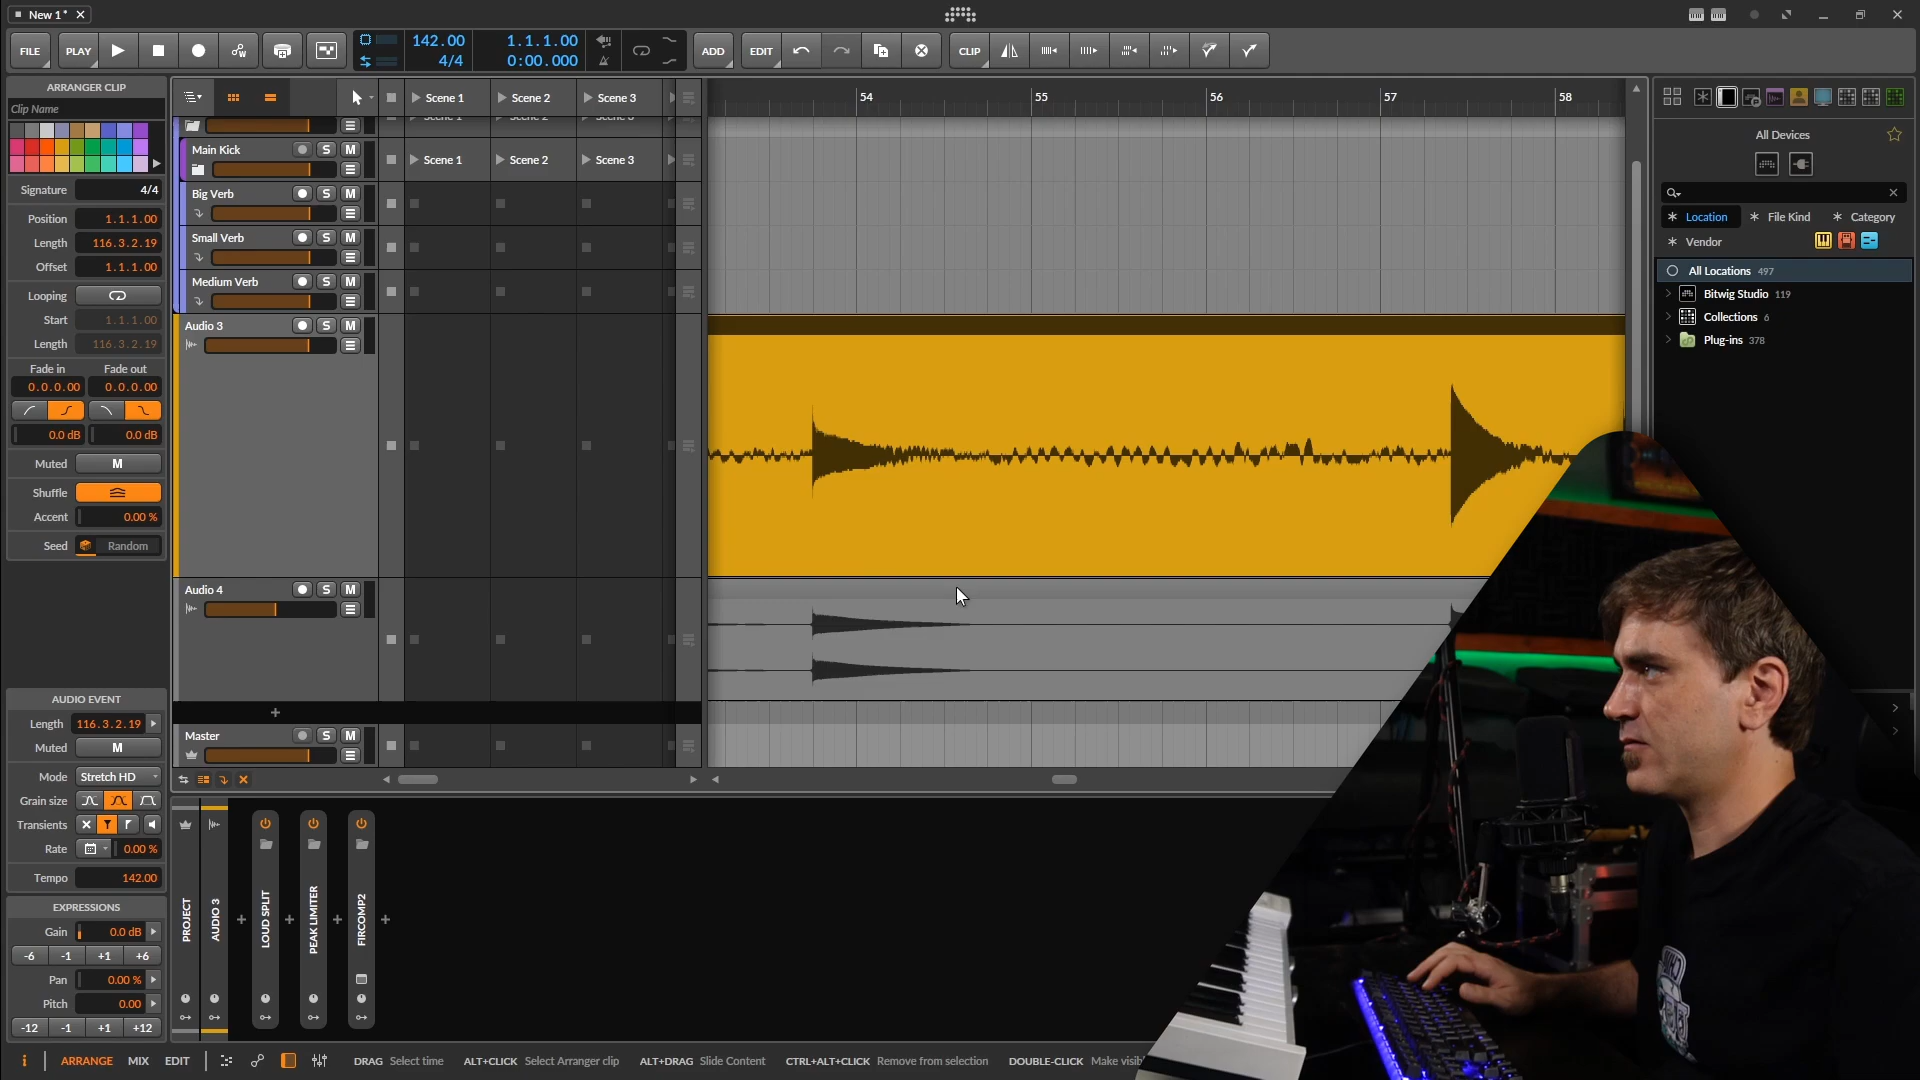 New 1*
FILE PLAY 142.00 4/4 1.1.1.00 0:00.000 ADD EDIT CLIP
ARRANGER CLIP
Clip Name
Signature 4/4
Position 1.1.1.00
Length 116.3.2.19
Offset 1.1.1.00
Looping
Start 1.1.1.00
Length 116.3.2.19
Fade in Fade out
0.0.0.00 0.0.0.00
0.0 dB 0.0 dB
Muted M
Shuffle
Accent 0.00 %
Seed Random
AUDIO EVENT
Length 116.3.2.19
Muted M
Mode Stretch HD
Grain size
Transients
Rate 0.00 %
Tempo 142.00
EXPRESSIONS
Gain 0.0 dB
-6 -1 +1 +6
Pan 0.00 %
Pitch 0.00
-12 -1 +1 +12
Scene 1 Scene 2 Scene 3
54 55 56 57 58
Main Kick S M Scene 1 Scene 2 Scene 3
Big Verb S M
Small Verb S M
Medium Verb S M
Audio 3 S M
Audio 4 S M
+
Master S M
PROJECT
AUDIO 3
LOUD SPLIT
PEAK LIMITER
FIRCOMP2
All Devices
Location File Kind Category
Vendor
All Locations 497
Bitwig Studio 119
Collections 6
Plug-ins 378
i ARRANGE MIX EDIT DRAG Select time ALT+CLICK Select Arranger clip ALT+DRAG Slide Content CTRL+ALT+CLICK Remove from selection DOUBLE-CLICK Make